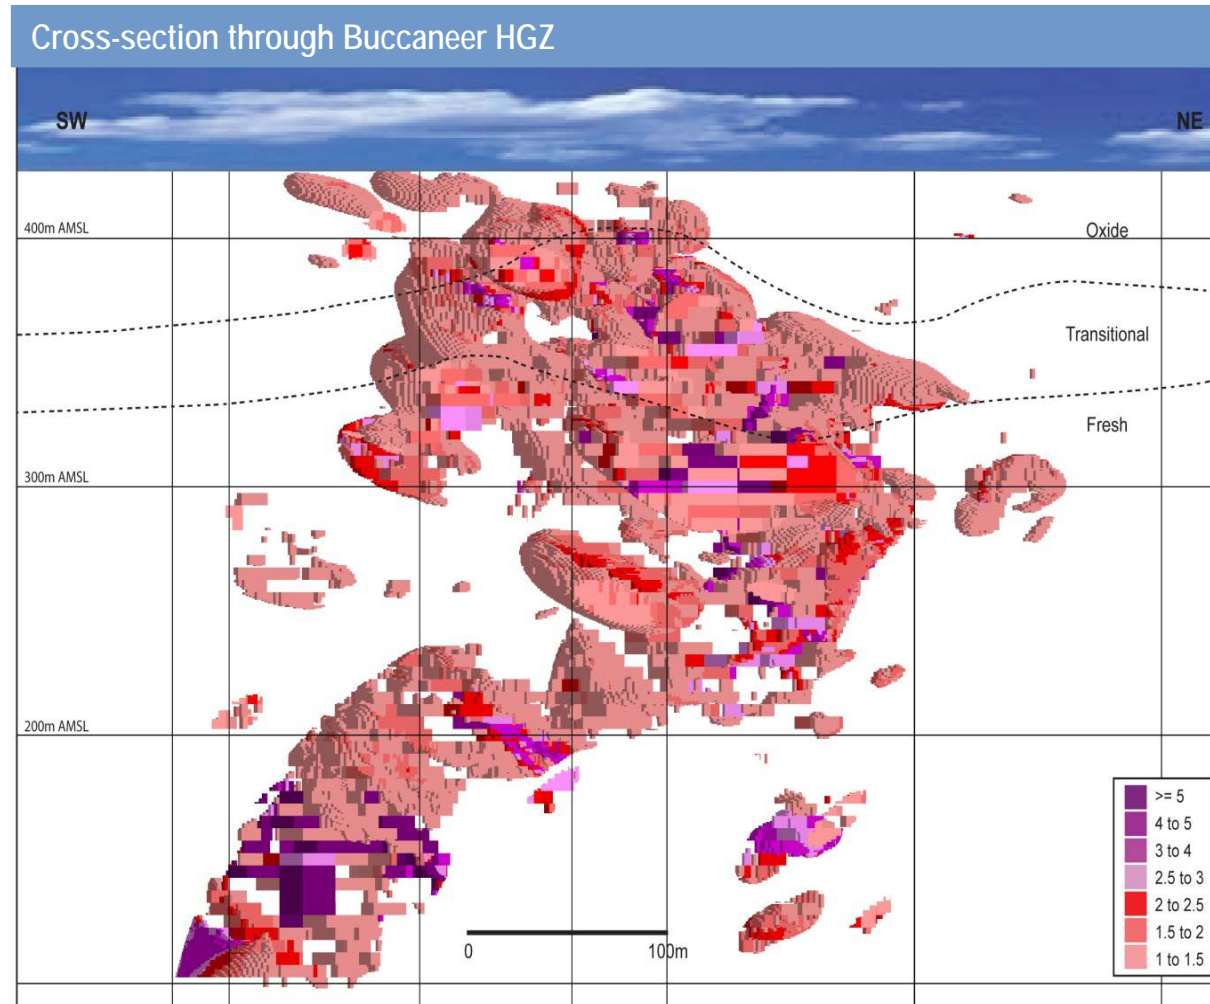 Cross-section through Buccaneer HGZ
SW
NE
400m AMSL
Oxide
Transitional
Fresh
300m AMSL
200m AMSL
>= 5
4 to 5
3 to 4
2.5 to 3
2 to 2.5
1.5 to 2
1 to 1.5
0
100m